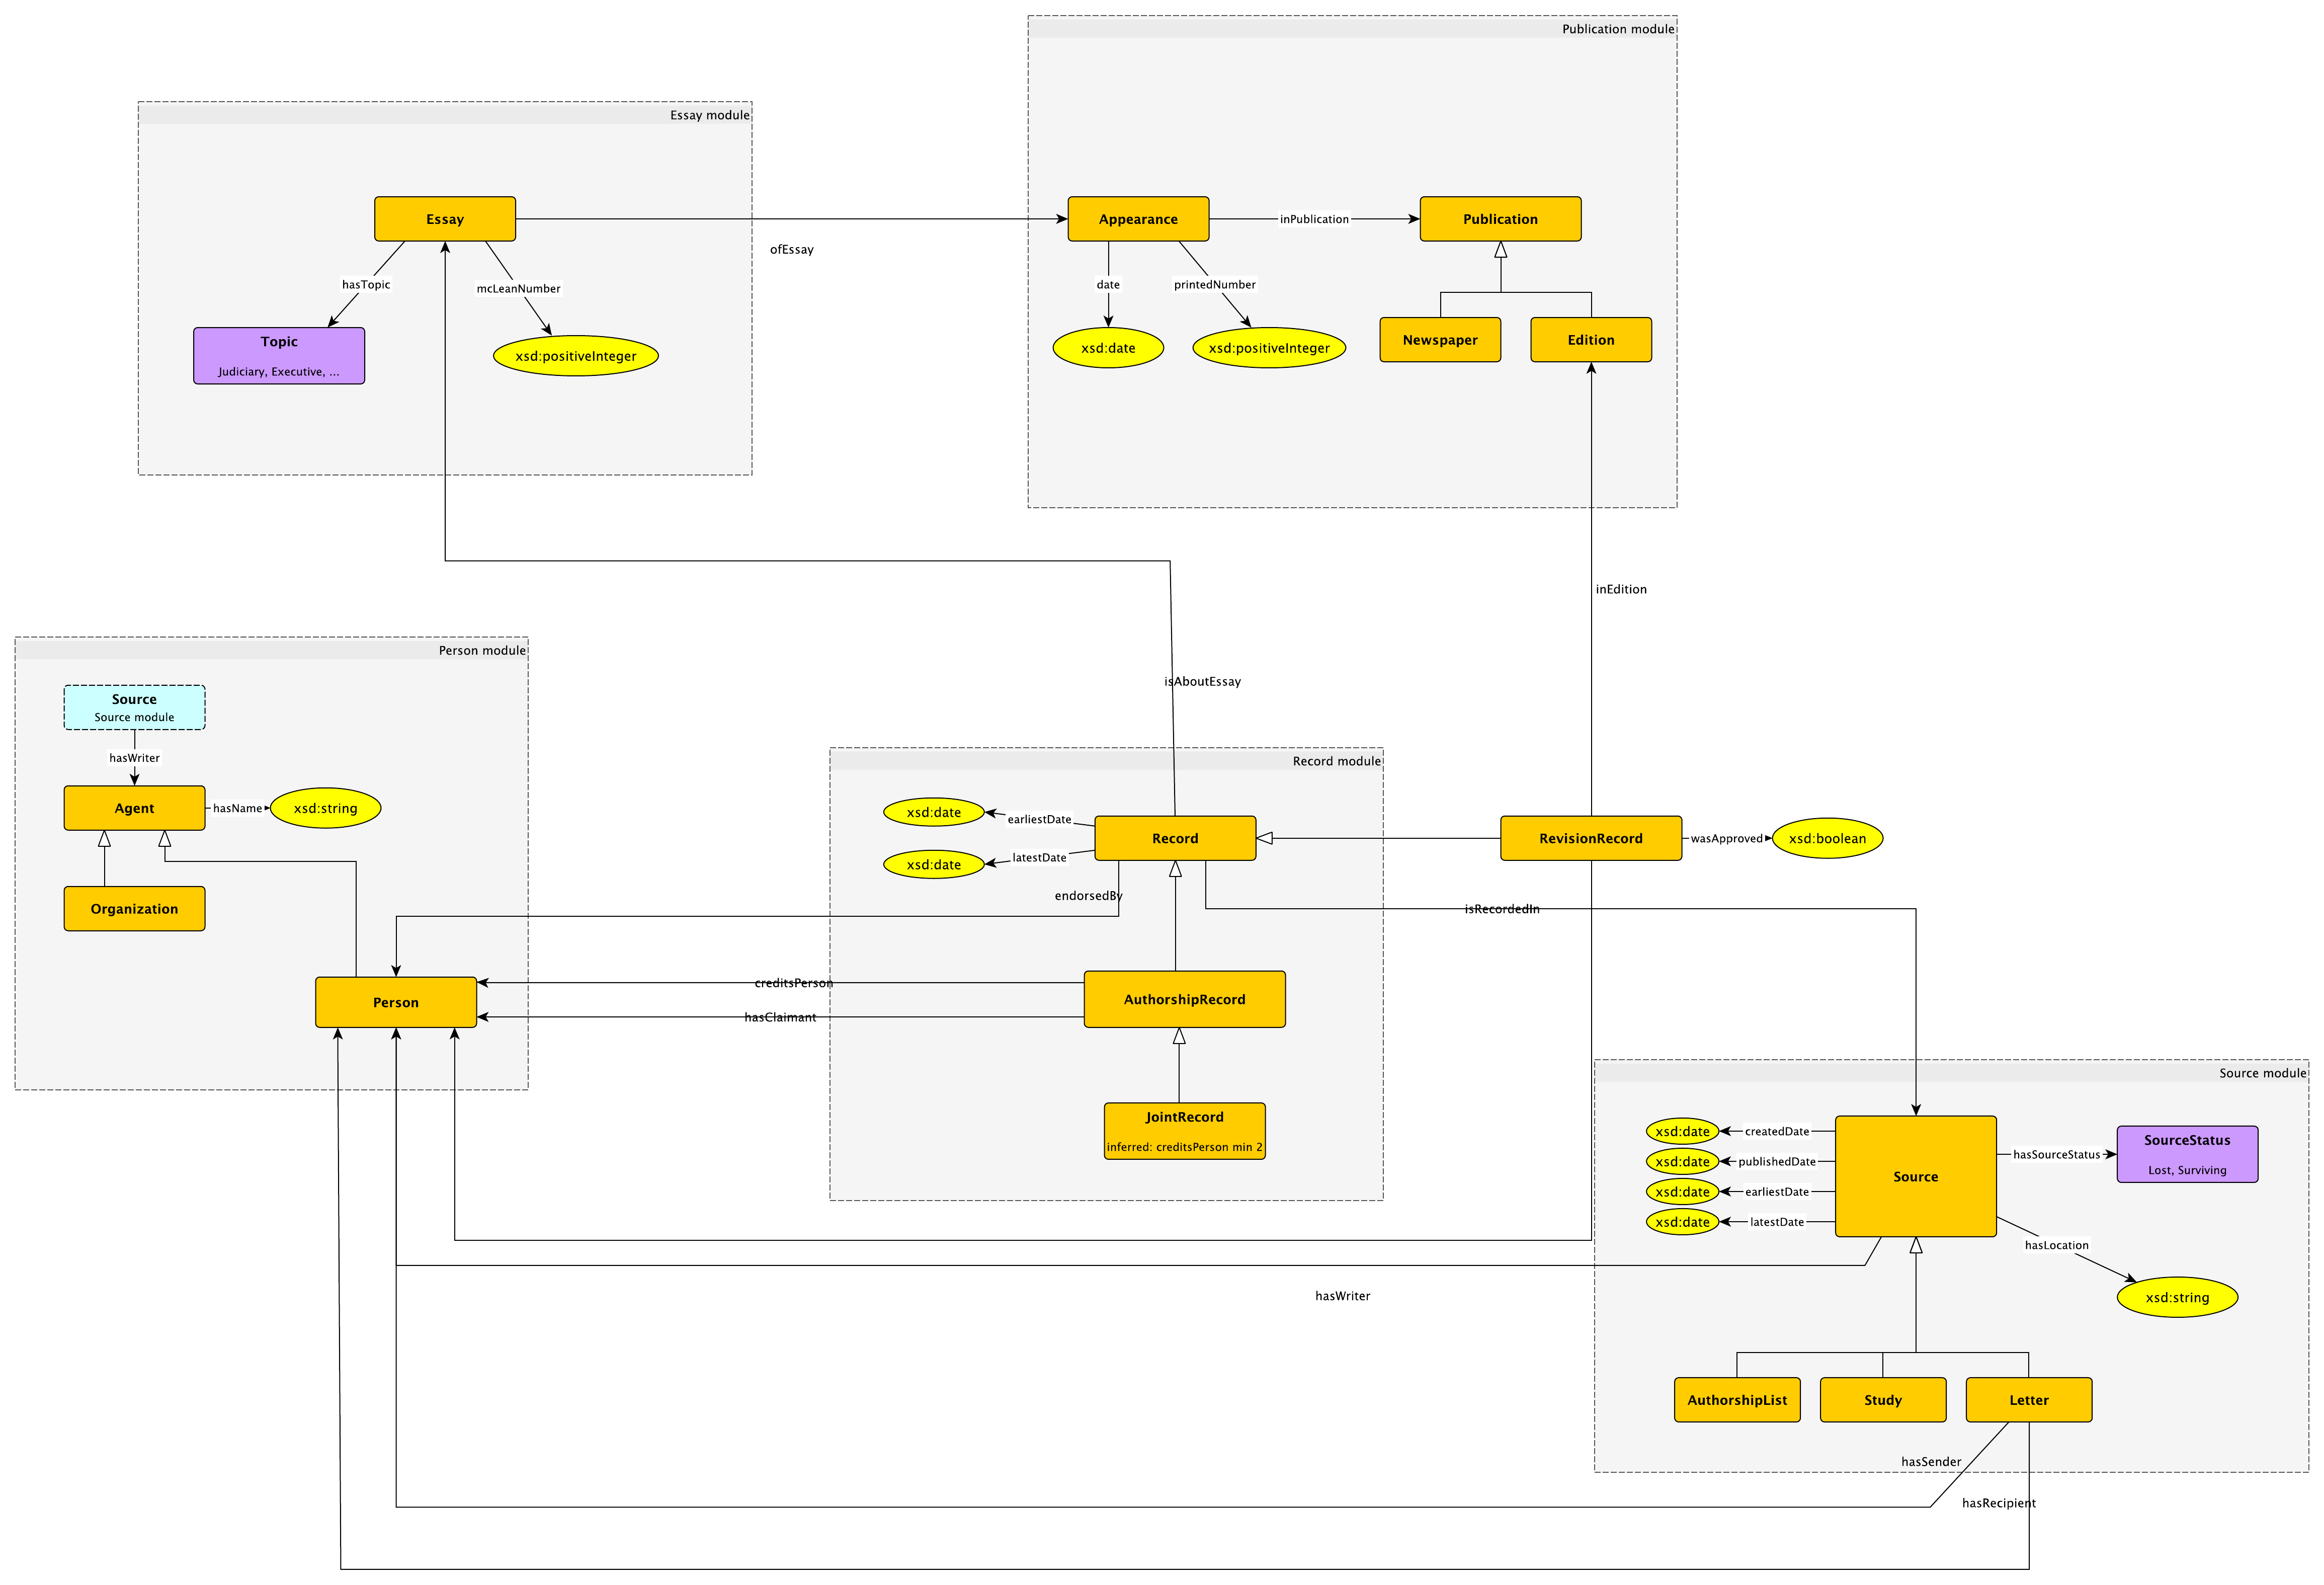 Publication module
Essay module
Essay
Appearance
inPublication
Publication
ofEssay
hasTopic
mcLeanNumber
date
printedNumber
Topic
Judiciary, Executive, ...
xsd:positiveInteger
xsd:date
xsd:positiveInteger
Newspaper
Edition
inEdition
Person module
isAboutEssay
Source
Source module
hasWriter
Agent
hasName
xsd:string
Organization
Person
Record module
xsd:date
earliestDate
xsd:date
latestDate
Record
RevisionRecord
wasApproved
xsd:boolean
endorsedBy
isRecordedIn
creditsPerson
hasClaimant
AuthorshipRecord
JointRecord
inferred: creditsPerson min 2
Source module
xsd:date
createdDate
xsd:date
publishedDate
xsd:date
earliestDate
xsd:date
latestDate
Source
hasSourceStatus
SourceStatus
Lost, Surviving
hasLocation
xsd:string
hasWriter
AuthorshipList
Study
Letter
hasSender
hasRecipient